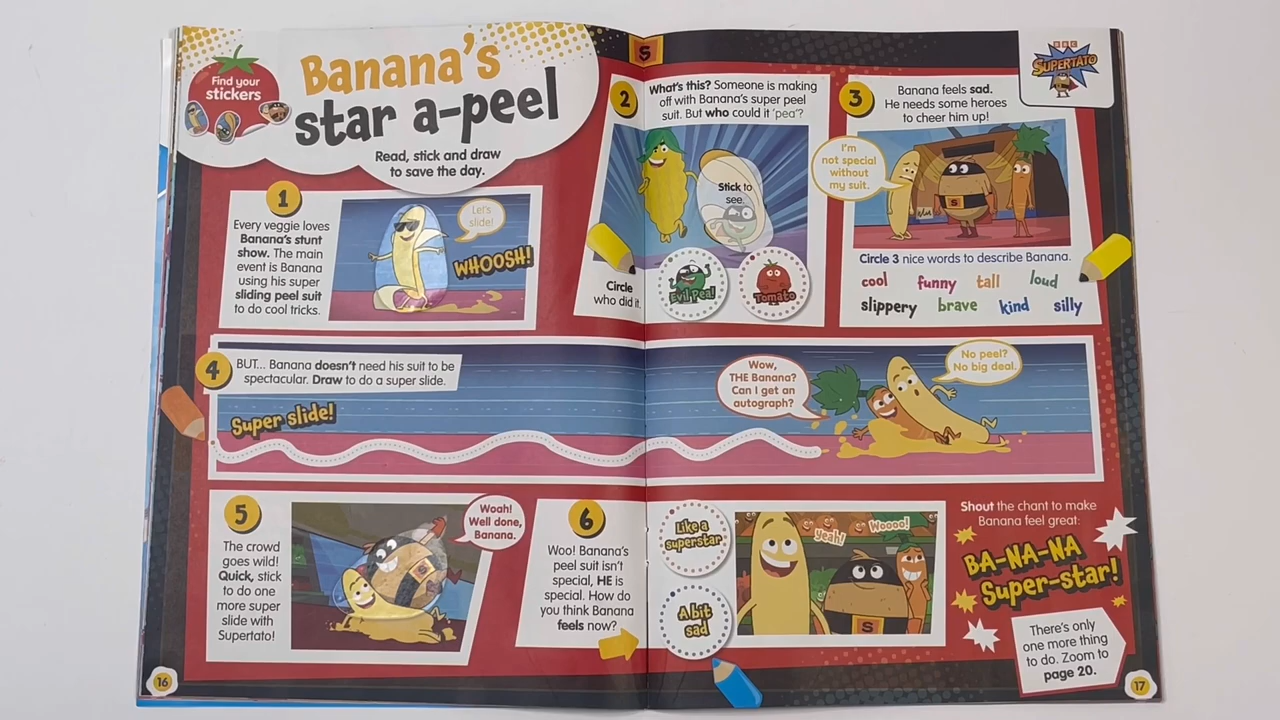 Find your
stickers
Banana's
star a-peel
Read, stick and draw
to save the day.
S
BBC
SUPERTATO
1
Every veggie loves
Banana's stunt
show. The main
event is Banana
using his super
sliding peel suit
to do cool tricks.
Let's
slide!
WHOOSH!
2
What's this? Someone is making
off with Banana's super peel
suit. But who could it 'pea'?
Stick to
see.
Circle
who did it.
Evil Pea!
Tomato
3
Banana feels sad.
He needs some heroes
to cheer him up!
I'm
not special
without
my suit.
S
Circle 3 nice words to describe Banana.
cool funny tall loud
slippery brave kind silly
4
BUT... Banana doesn't need his suit to be
spectacular. Draw to do a super slide.
Super slide!
Wow,
THE Banana?
Can I get an
autograph?
No peel?
No big deal.
5
The crowd
goes wild!
Quick, stick
to do one
more super
slide with
Supertato!
Woah!
Well done,
Banana.
6
Woo! Banana's
peel suit isn't
special, HE is
special. How do
you think Banana
feels now?
Like a
superstar
A bit
sad
Yeah!
Woooo!
S
Shout the chant to make
Banana feel great:
BA-NA-NA
Super-star!
There's only
one more thing
to do. Zoom to
page 20.
16
17